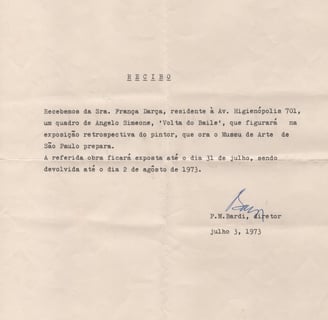 R E C I B O
Recebemos da Sra. França Darça, residente à Av. Higienópolis 701,
um quadro de Angelo Simeone, 'Volta do Baile', que figurará na
exposição retrospectiva do pintor, que ora o Museu de Arte de
São Paulo prepara.
A referida obra ficará exposta até o dia 31 de julho, sendo
devolvida até o dia 2 de agosto de 1973.
Bardi
P.M.Bardi, diretor
julho 3, 1973